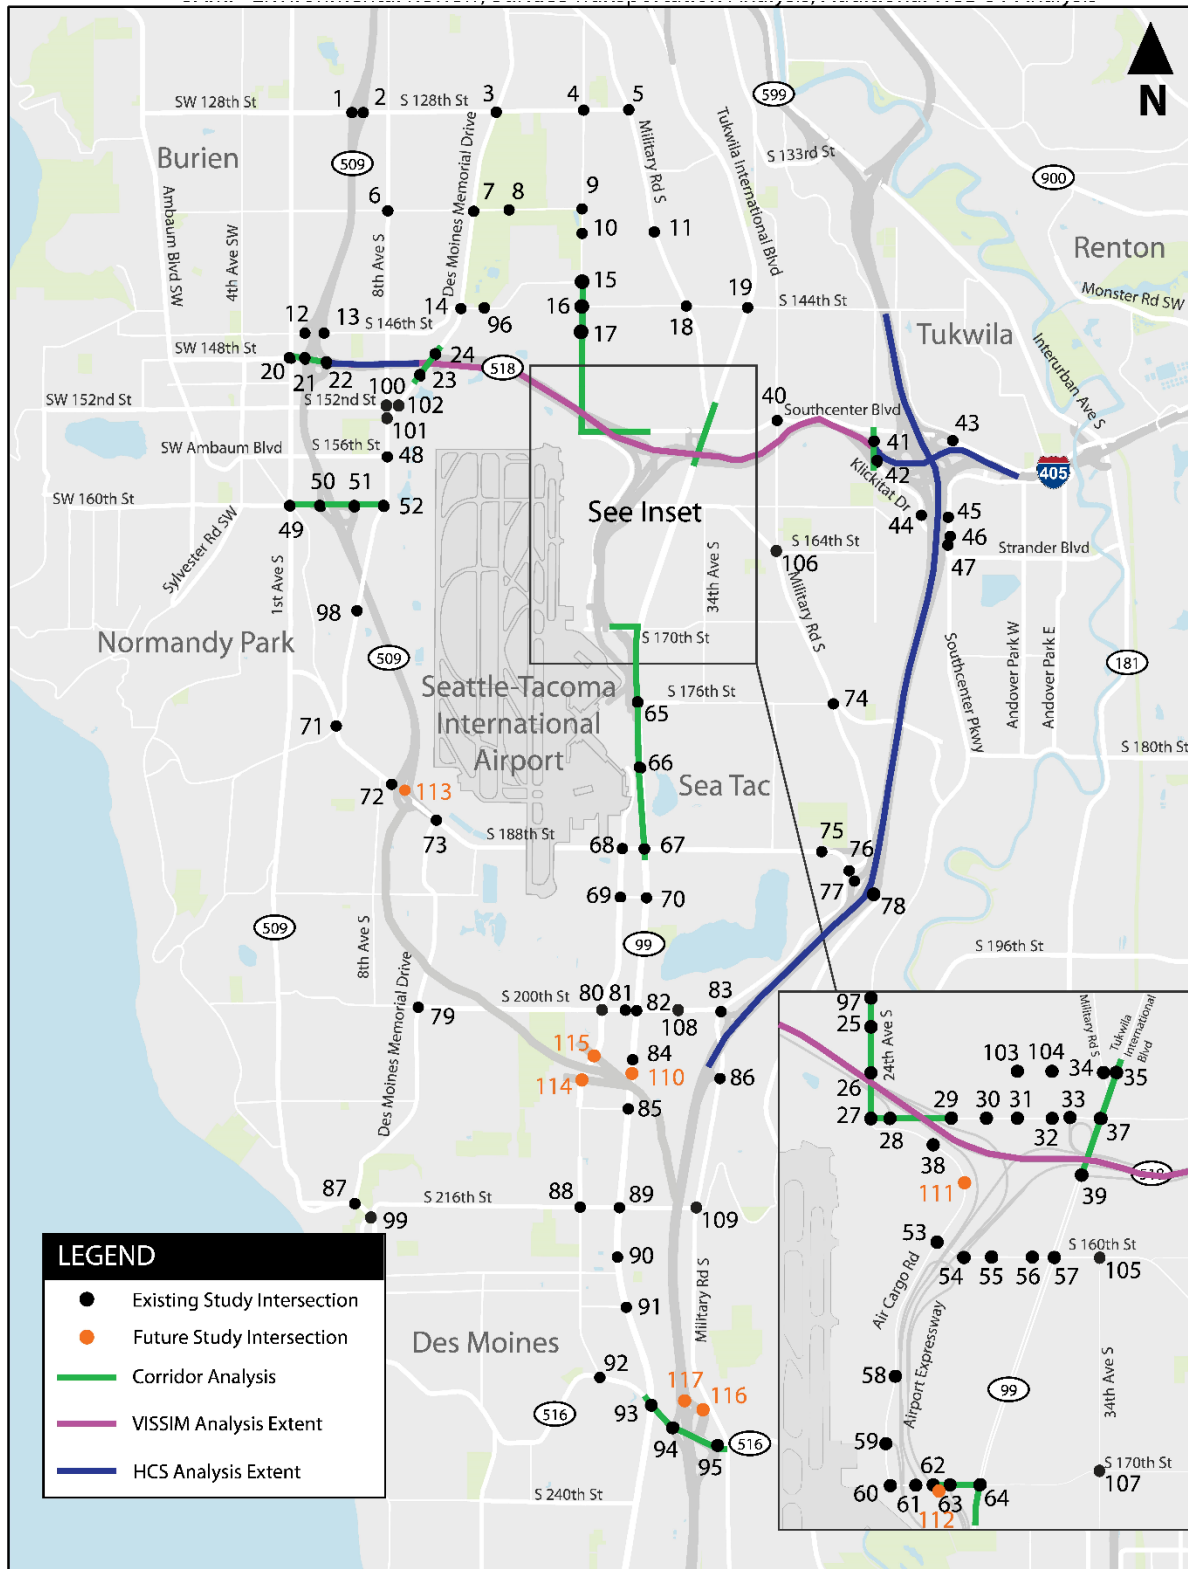 SW 128th St
1
2
S 128th St
3
4
5
599
Burien
509
Military Rd S
Tukwila International Blvd
S 133rd St
900
Ambaum Blvd SW
4th Ave SW
6
8th Ave S
7
8
Des Moines Memorial Drive
9
10
11
Renton
Monster Rd SW
15
14
96
16
17
18
19
S 144th St
12
13
S 146th St
Tukwila
Interurban Ave S
SW 148th St
20
21
22
24
23
518
100
SW 152nd St
S 152nd St
102
101
40
Southcenter Blvd
41
43
42
SW Ambaum Blvd
S 156th St
48
Klickitat Dr
405
See Inset
SW 160th St
50
51
49
52
44
45
46
47
S 164th St
106
Strander Blvd
Sylvester Rd SW
1st Ave S
34th Ave S
Military Rd S
98
Normandy Park
509
S 170th St
Southcenter Pkwy
Andover Park W
Andover Park E
181
Seattle-Tacoma
International
Airport
S 176th St
65
74
71
66
Sea Tac
S 180th St
72
113
73
S 188th St
68
67
75
76
77
78
69
70
509
8th Ave S
99
S 196th St
Des Moines Memorial Drive
79
S 200th St
80
81
82
108
83
115
84
114
110
86
85
87
99
S 216th St
88
89
109
90
91
Military Rd S
Des Moines
92
117
116
93
94
95
516
516
S 240th St
97
25
24th Ave S
Military Rd S
Tukwila
International
Blvd
103
104
34
35
26
27
28
29
30
31
32
33
37
38
111
39
53
Air Cargo Rd
S 160th St
54
55
56
57
105
Airport Expressway
58
99
34th Ave S
59
60
61
62
63
64
112
S 170th St
107
LEGEND
Existing Study Intersection
Future Study Intersection
Corridor Analysis
VISSIM Analysis Extent
HCS Analysis Extent
N